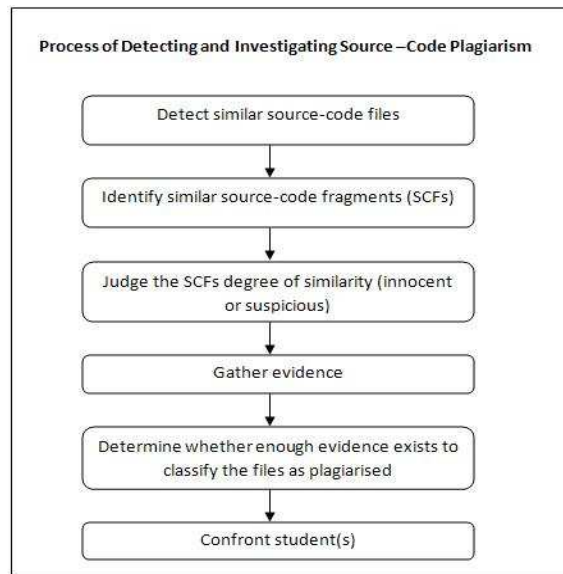 Process of Detecting and Investigating Source –Code Plagiarism
Detect similar source-code files
Identify similar source-code fragments (SCFs)
Judge the SCFs degree of similarity (innocent
or suspicious)
Gather evidence
Determine whether enough evidence exists to
classify the files as plagiarised
Confront student(s)